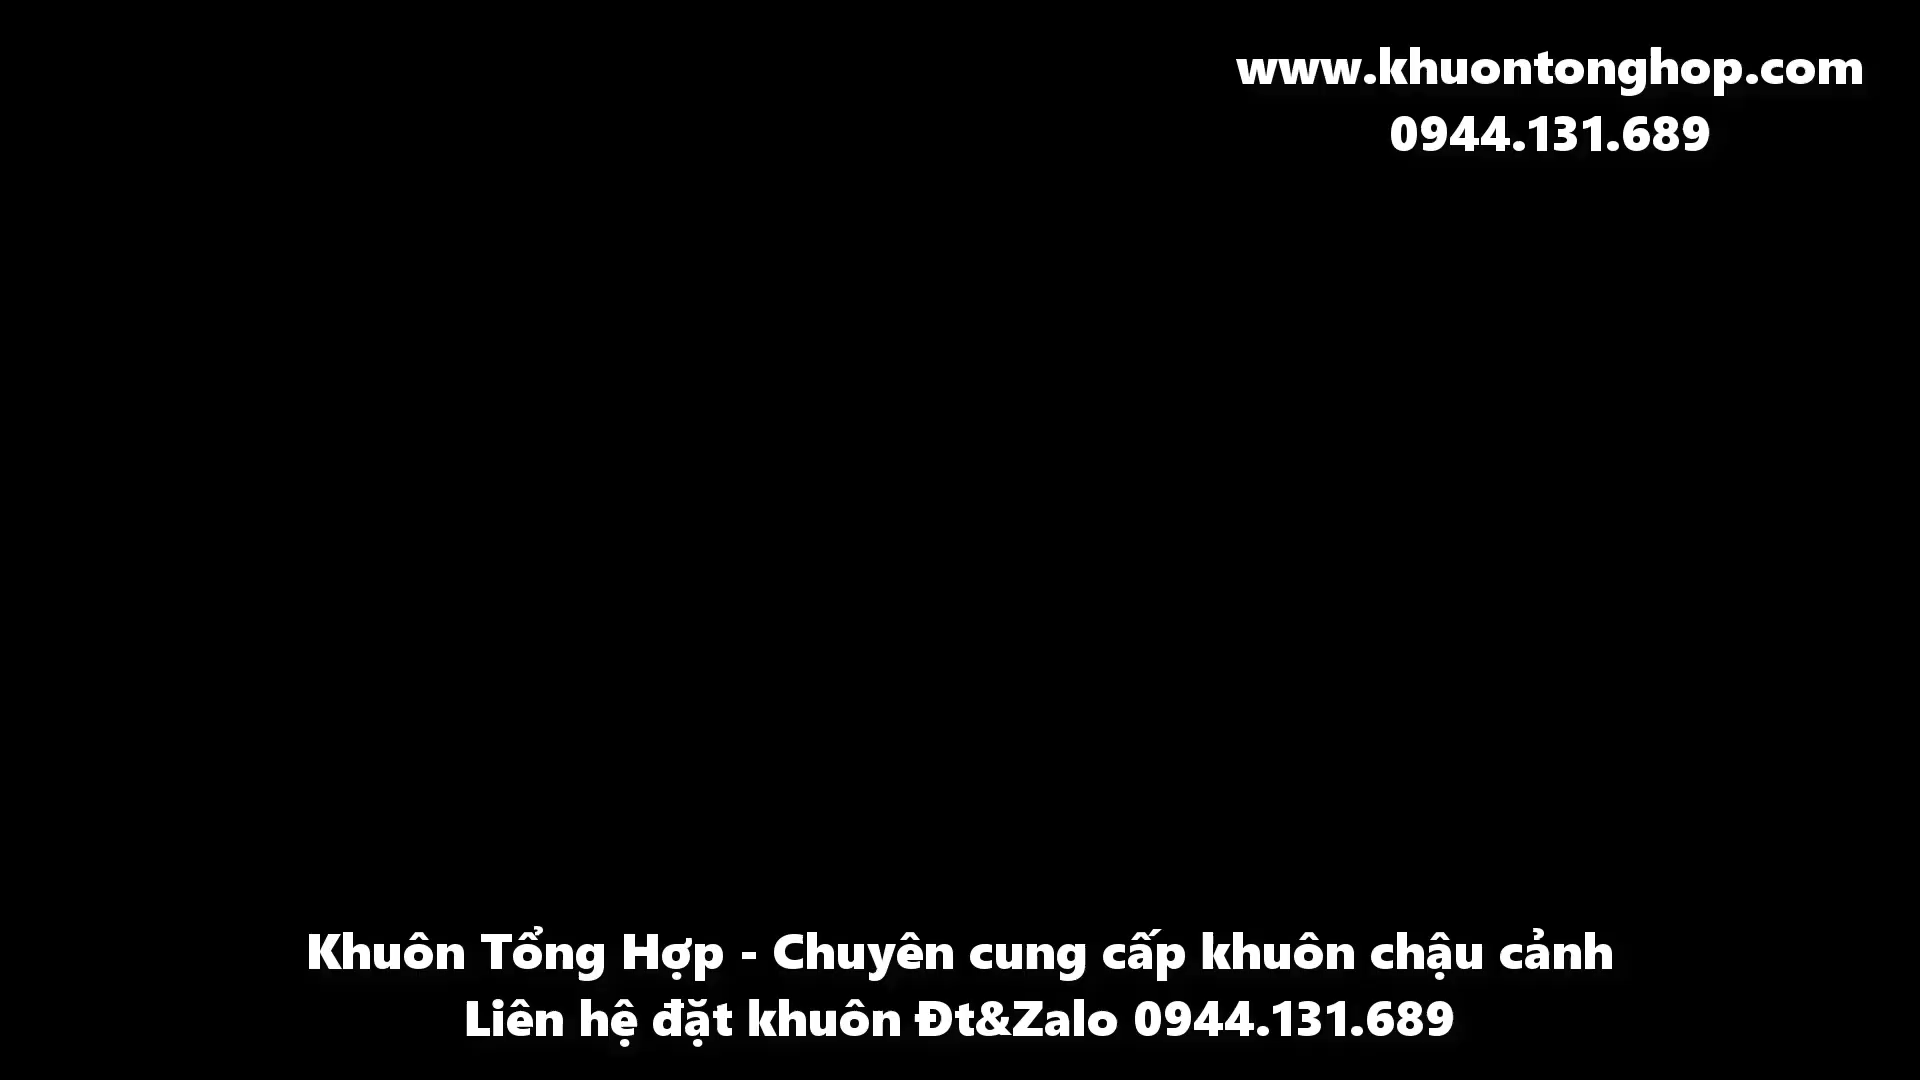 www.khuontonghop.com
0944.131.689
Khuôn Tổng Hợp - Chuyên cung cấp khuôn chậu cảnh
Liên hệ đặt khuôn Đt&Zalo 0944.131.689